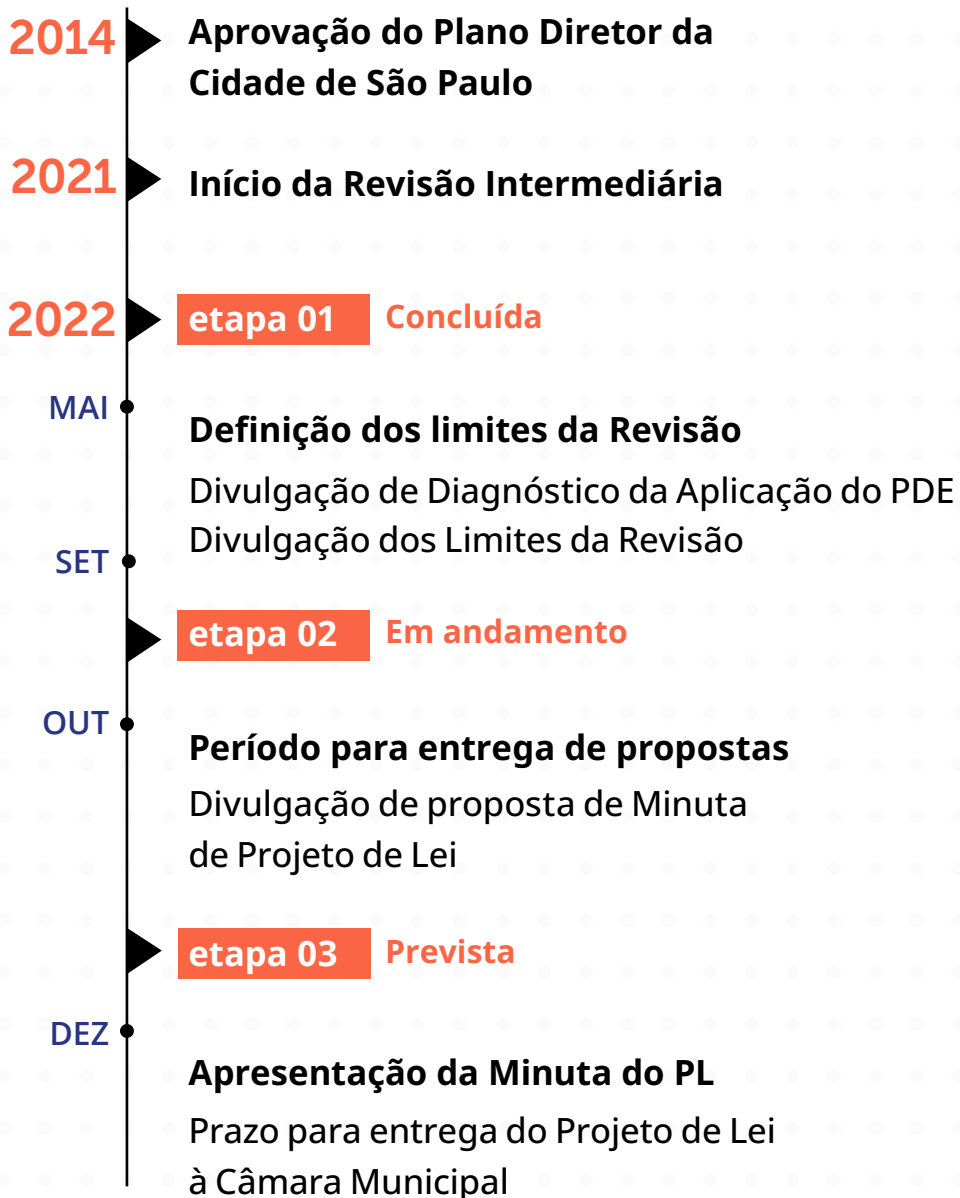 2014 Aprovação do Plano Diretor da
Cidade de São Paulo
2021 Início da Revisão Intermediária
2022 etapa 01 Concluída
MAI
Definição dos limites da Revisão
Divulgação de Diagnóstico da Aplicação do PDE
Divulgação dos Limites da Revisão
SET
etapa 02 Em andamento
OUT
Período para entrega de propostas
Divulgação de proposta de Minuta
de Projeto de Lei
etapa 03 Prevista
DEZ
Apresentação da Minuta do PL
Prazo para entrega do Projeto de Lei
à Câmara Municipal